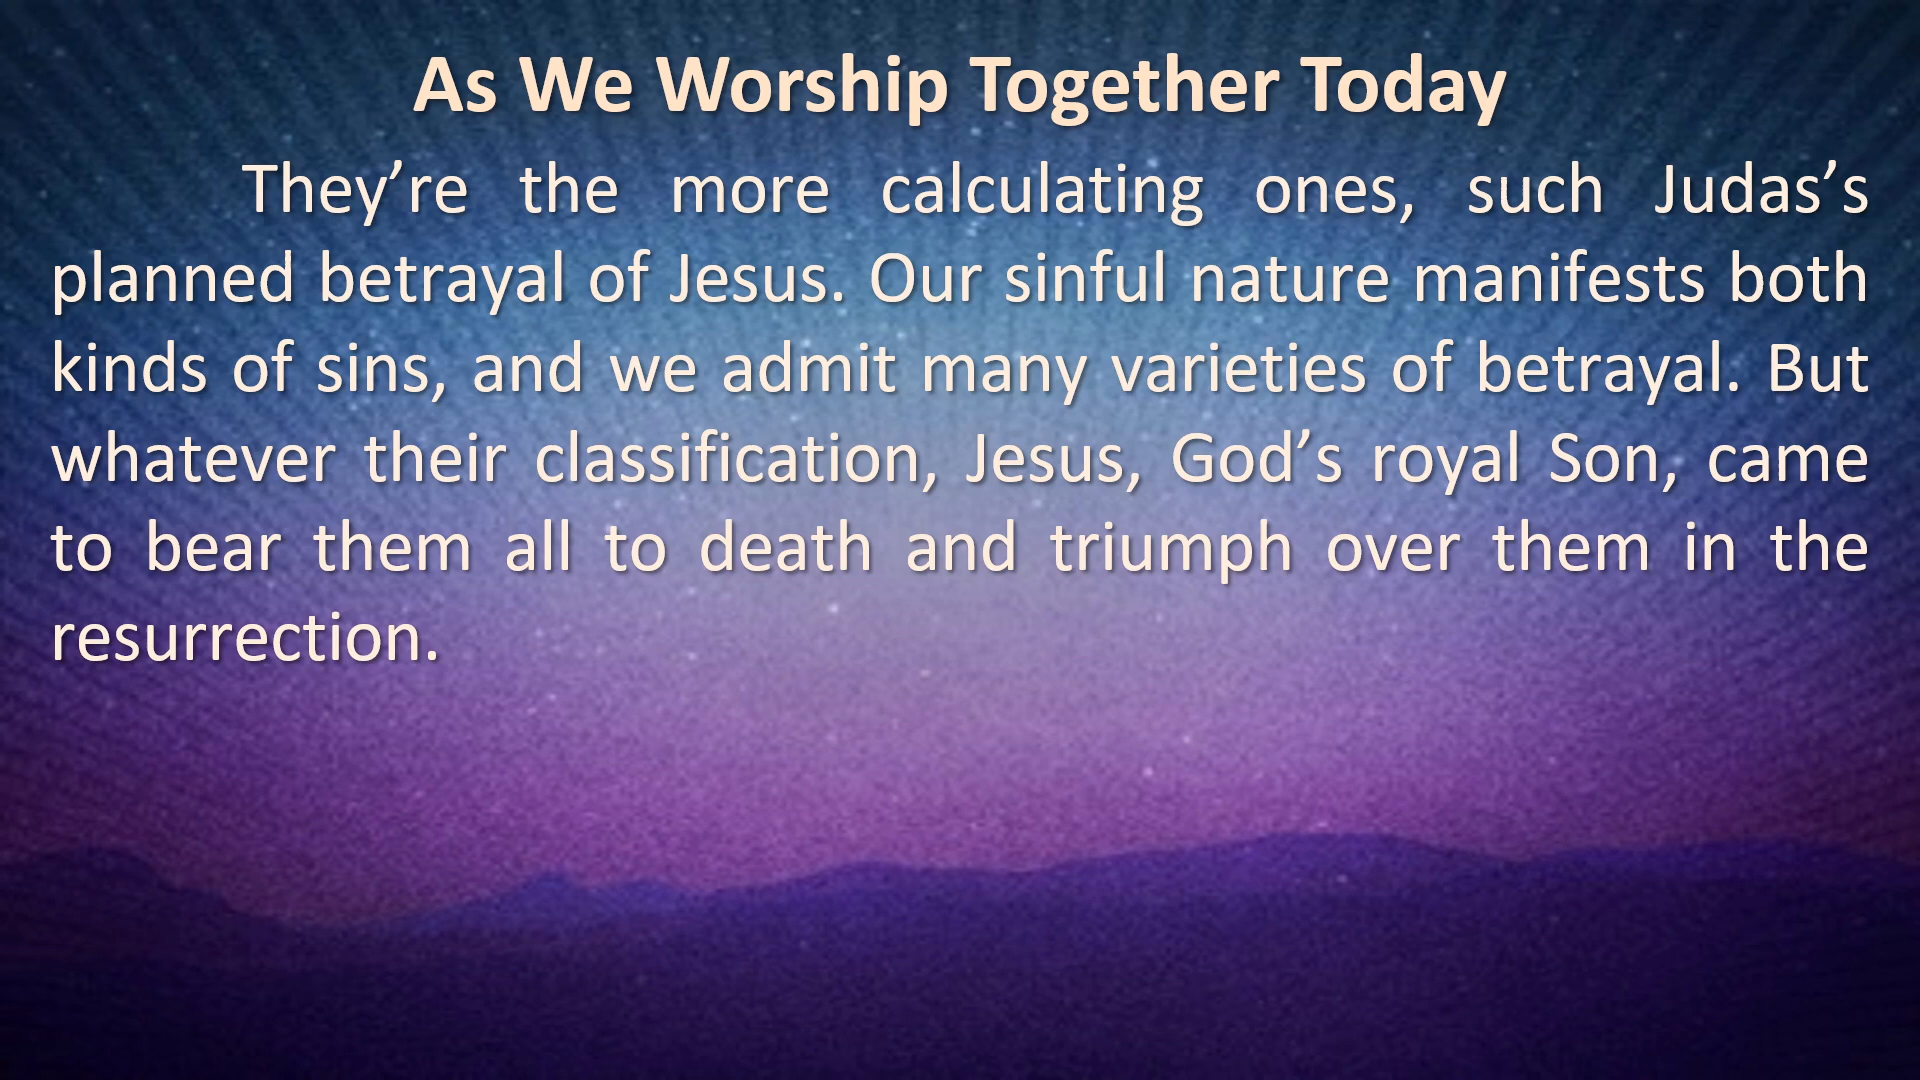 As We Worship Together Today
They’re the more calculating ones, such Judas’s
planned betrayal of Jesus. Our sinful nature manifests both
kinds of sins, and we admit many varieties of betrayal. But
whatever their classification, Jesus, God’s royal Son, came
to bear them all to death and triumph over them in the
resurrection.